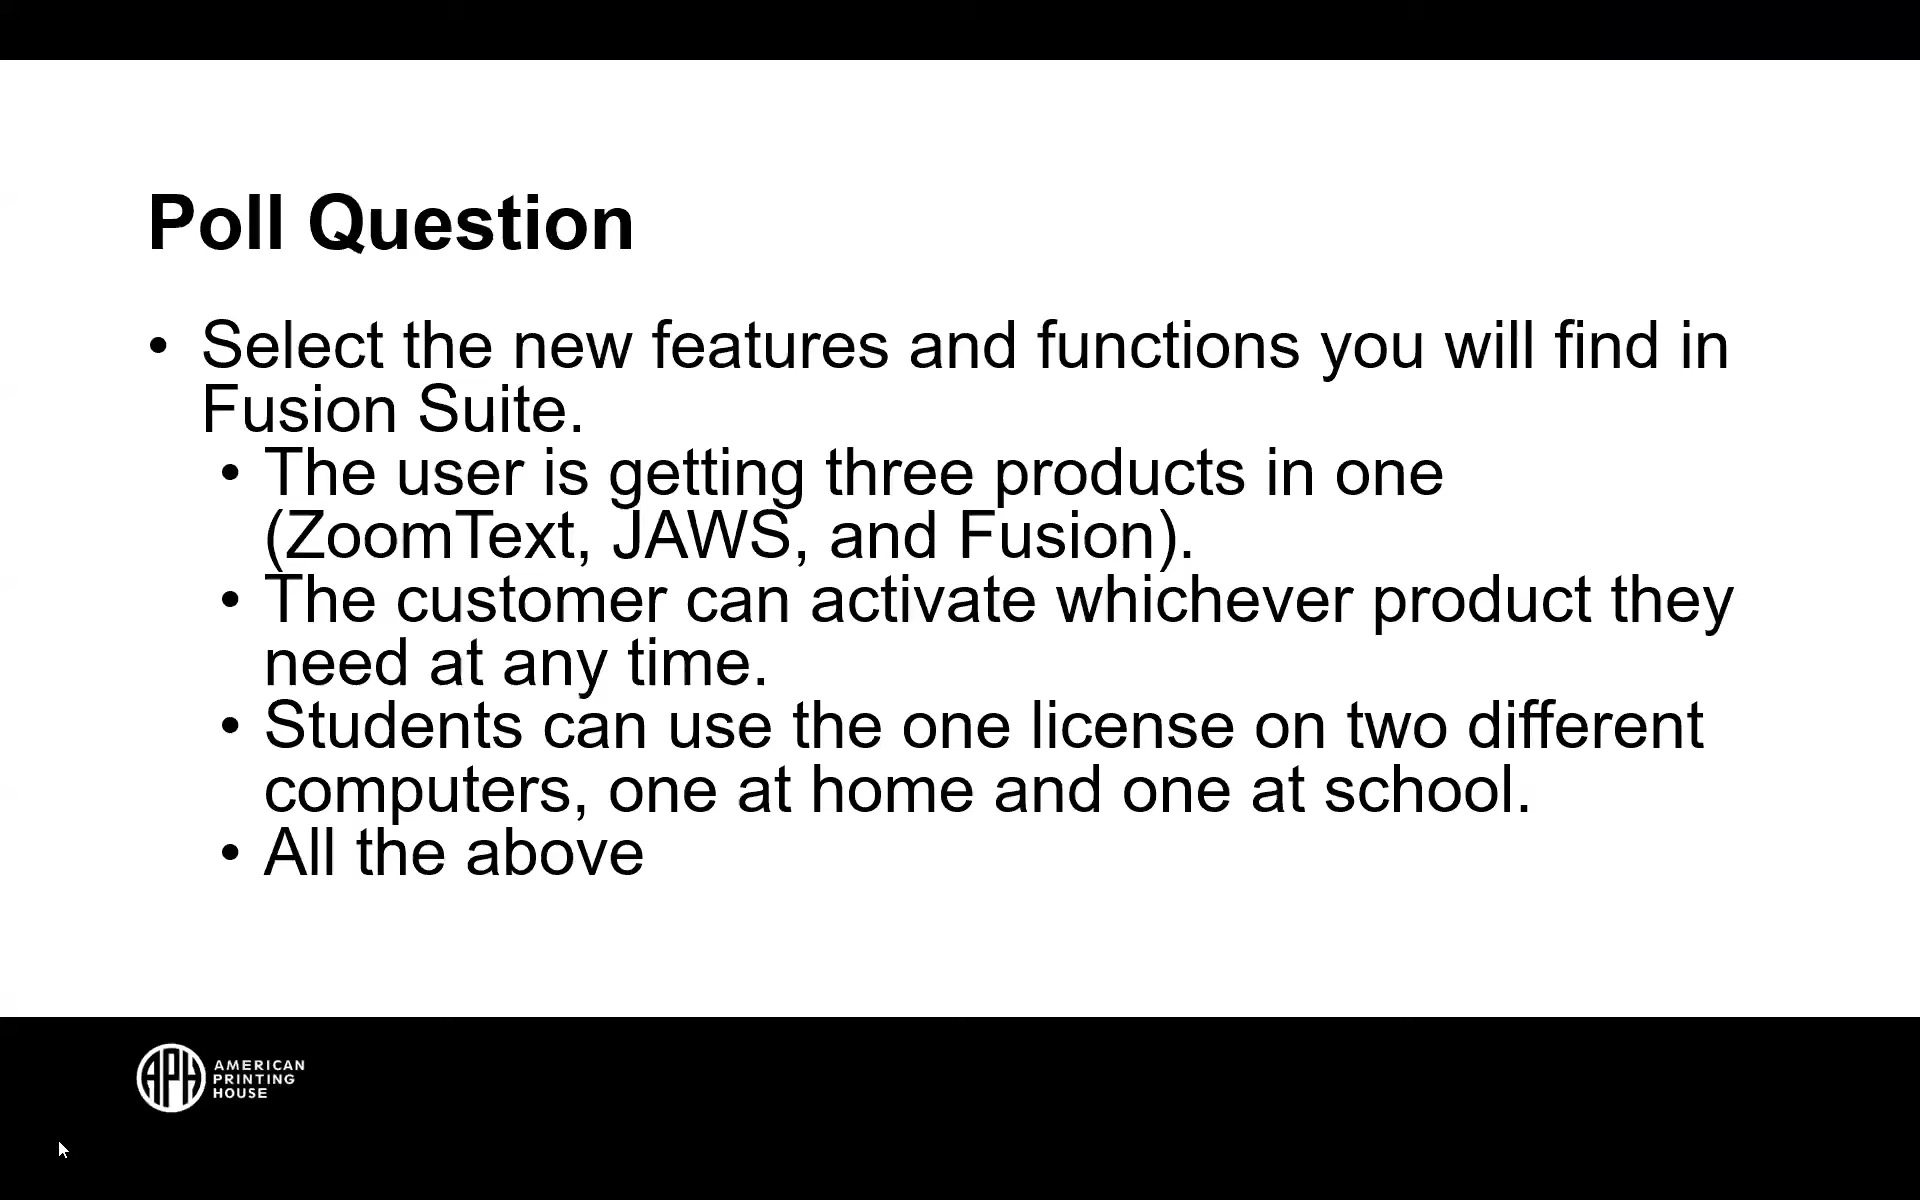 Poll Question
• Select the new features and functions you will find in
Fusion Suite.
• The user is getting three products in one
(ZoomText, JAWS, and Fusion).
• The customer can activate whichever product they
need at any time.
• Students can use the one license on two different
computers, one at home and one at school.
• All the above
APH
AMERICAN
PRINTING
HOUSE